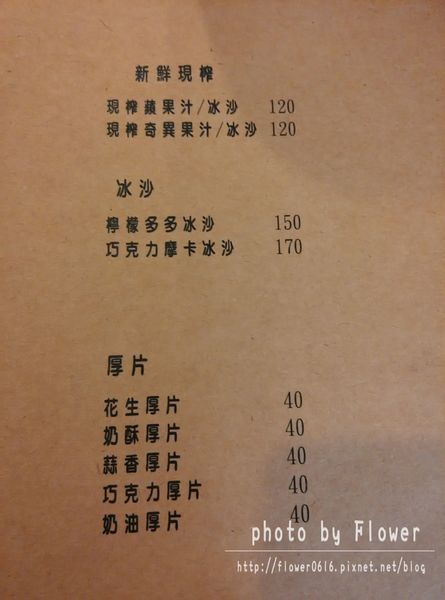 新鮮現榨
現榨蘋果汁/冰沙 120
現榨奇異果汁/冰沙 120
冰沙
檸檬多多冰沙 150
巧克力摩卡冰沙 170
厚片
花生厚片 40
奶酥厚片 40
蒜香厚片 40
巧克力厚片 40
奶油厚片 40
photo by Flower
http://flower0616.pixnet.net/blog